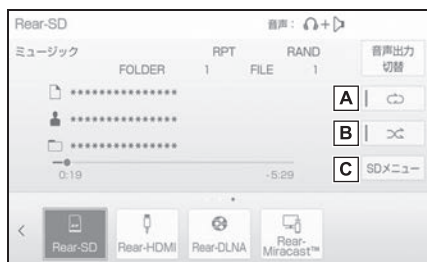 Rear-SD 音声: +
ミュージック RPT RAND 音声出力
FOLDER 1 FILE 1 切替
***************
A
***************
B
***************
C SDメニュー
0:19 -5:29
< Rear-SD Rear-HDMI Rear-DLNA Rear-
Miracast™